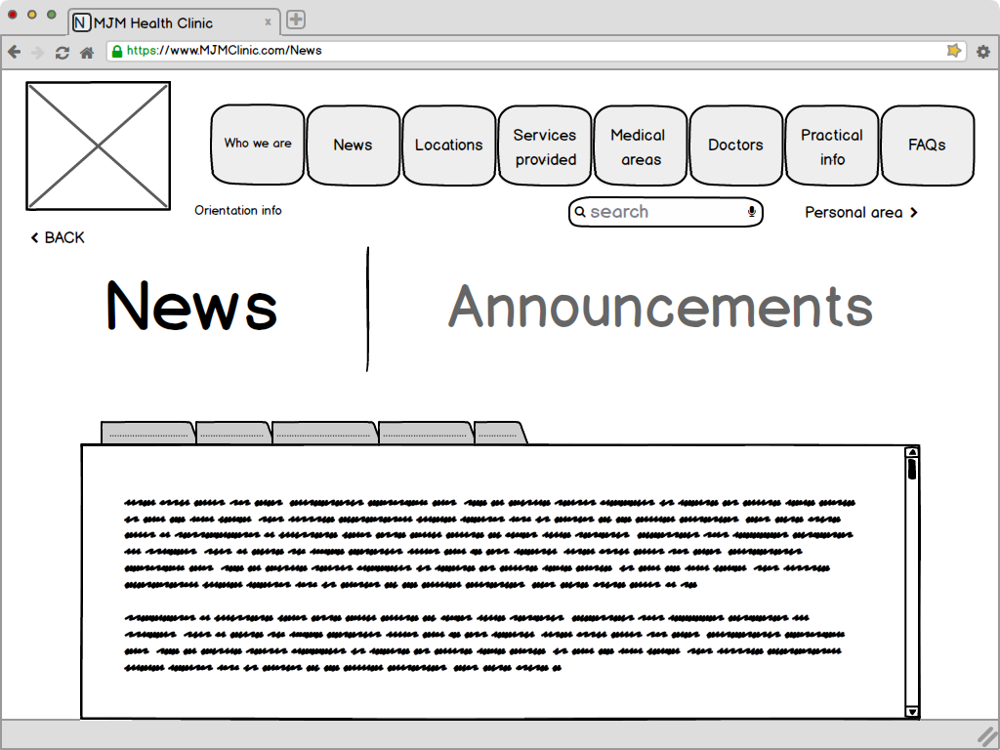 N MJM Health Clinic
https://www.MJMClinic.com/News
Who we are
News
Locations
Services
provided
Medical
areas
Doctors
Practical
info
FAQs
Orientation info
search
Personal area
BACK
News
Announcements